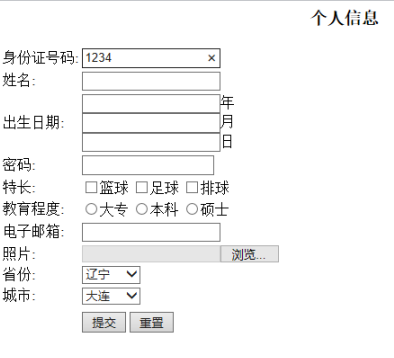 个人信息
身份证号码: 1234 ×
姓名:
年
出生日期: 月
日
密码:
特长: 篮球 足球 排球
教育程度: 大专 本科 硕士
电子邮箱:
照片: 浏览...
省份: 辽宁
城市: 大连
提交 重置